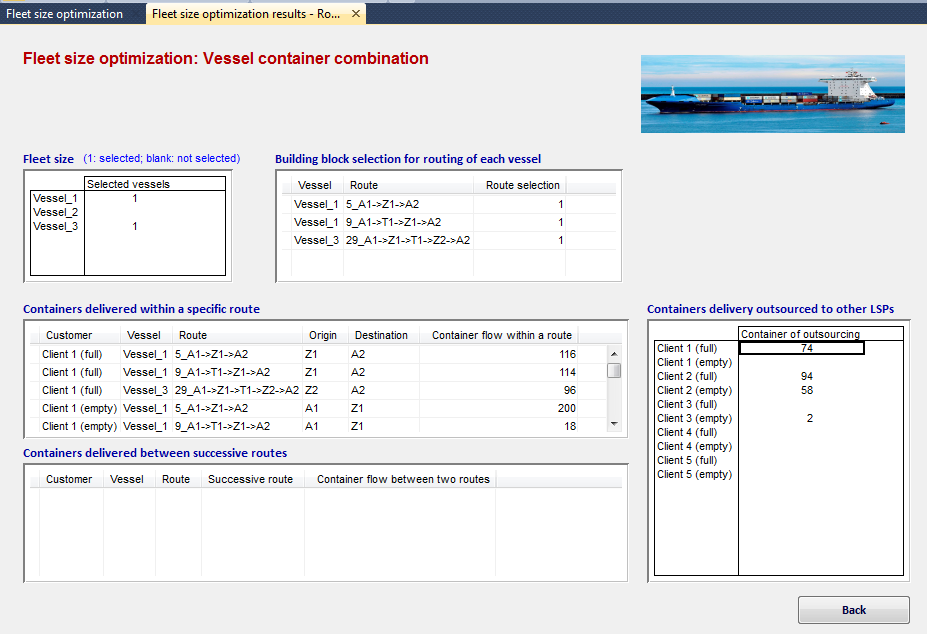 Fleet size optimization
Fleet size optimization results - Ro... ×
Fleet size optimization: Vessel container combination
Fleet size (1: selected; blank: not selected)
Selected vessels
Vessel_1 1
Vessel_2
Vessel_3 1
Building block selection for routing of each vessel
Vessel Route Route selection
Vessel_1 5_A1->Z1->A2 1
Vessel_1 9_A1->T1->Z1->A2 1
Vessel_3 29_A1->Z1->T1->Z2->A2 1
Containers delivered within a specific route
Customer Vessel Route Origin Destination Container flow within a route
Client 1 (full) Vessel_1 5_A1->Z1->A2 Z1 A2 116
Client 1 (full) Vessel_1 9_A1->T1->Z1->A2 Z1 A2 114
Client 1 (full) Vessel_3 29_A1->Z1->T1->Z2->A2 Z2 A2 96
Client 1 (empty) Vessel_1 5_A1->Z1->A2 A1 Z1 200
Client 1 (empty) Vessel_1 9_A1->T1->Z1->A2 A1 Z1 18
Containers delivery outsourced to other LSPs
Container of outsourcing
Client 1 (full) 74
Client 1 (empty)
Client 2 (full) 94
Client 2 (empty) 58
Client 3 (full)
Client 3 (empty) 2
Client 4 (full)
Client 4 (empty)
Client 5 (full)
Client 5 (empty)
Containers delivered between successive routes
Customer Vessel Route Successive route Container flow between two routes
Back